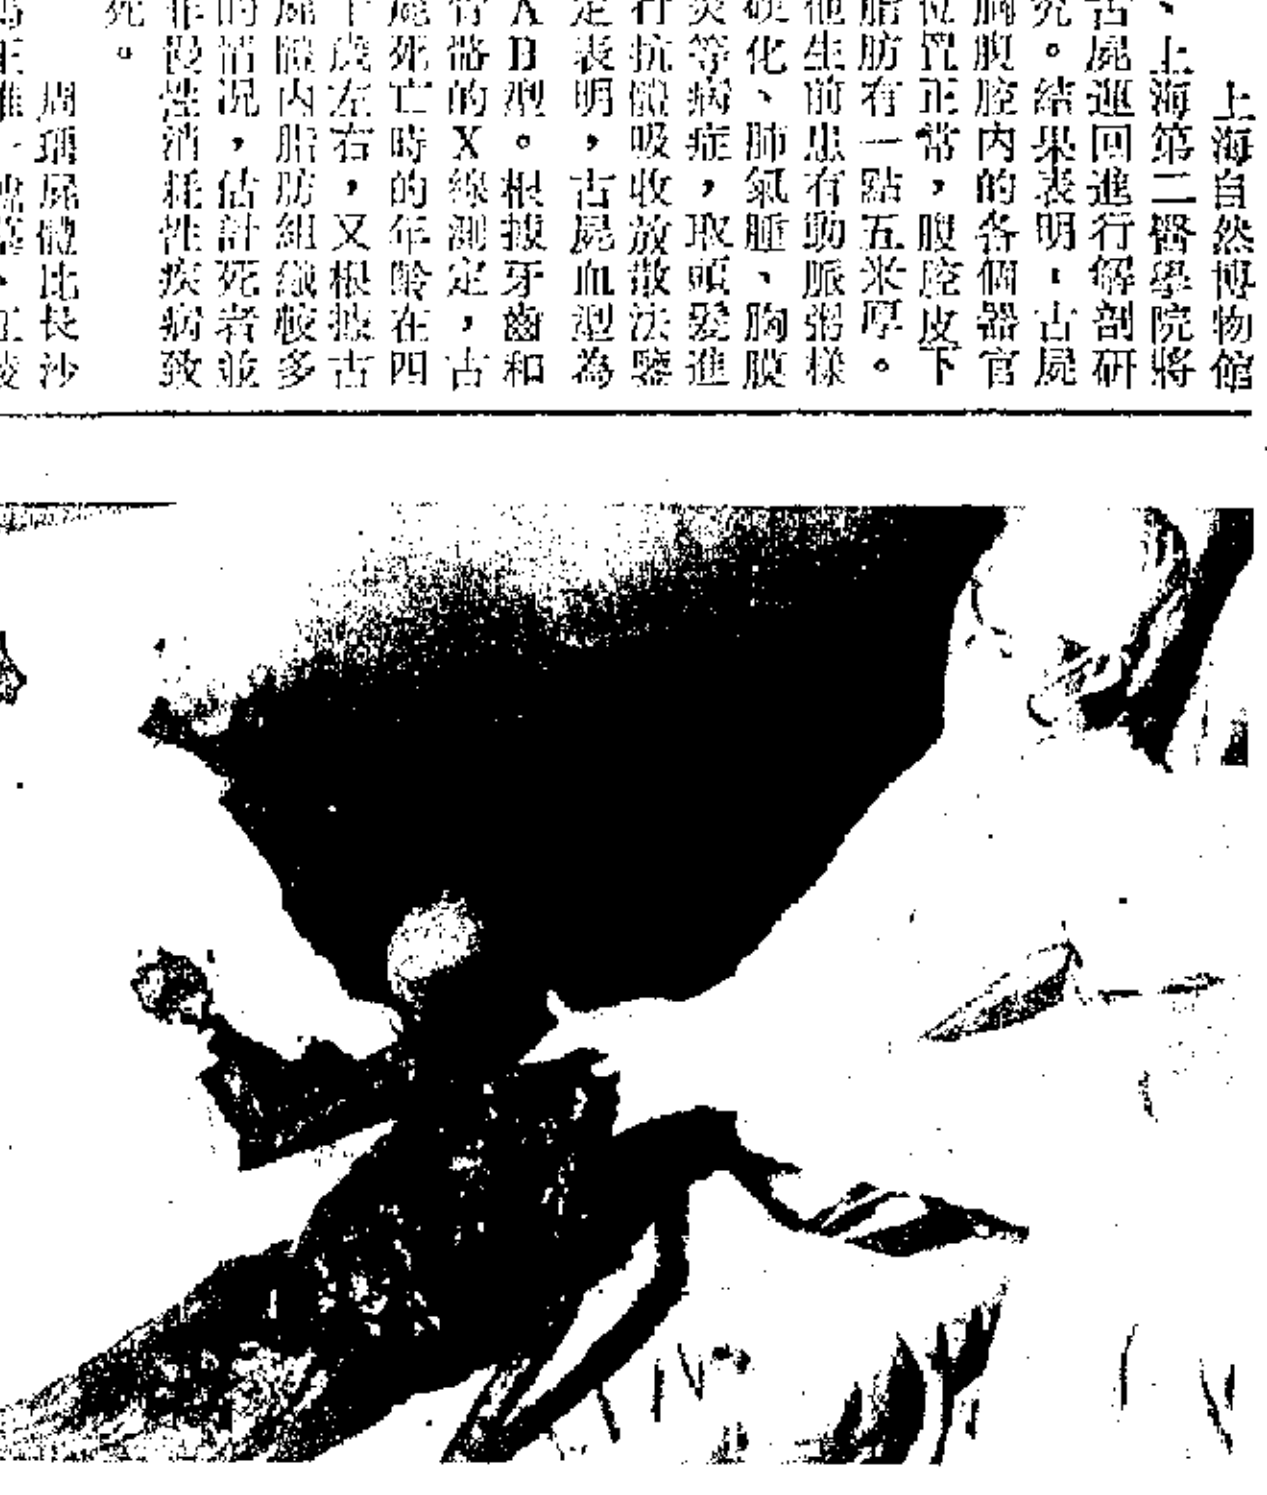 上海自然博物館
、上海第二醫學院將
古屍運回進行解剖研
究。結果表明，古屍
胸腹腔內的各個器官
位置正常，腹腔皮下
脂肪有一點五米厚。
他生前患有動脈粥樣
硬化、肺氣腫、胸膜
炎等病症，取頭髮進
行抗體吸收放散法鑒
定表明，古屍血型為
AB型。根據牙齒和
骨骼的X線測定，古
屍死亡時的年齡在四
十歲左右，又根據古
屍體內脂肪組織較多
的情況，估計死者並
非慢性消耗性疾病致
死。
周瑀屍體比長沙